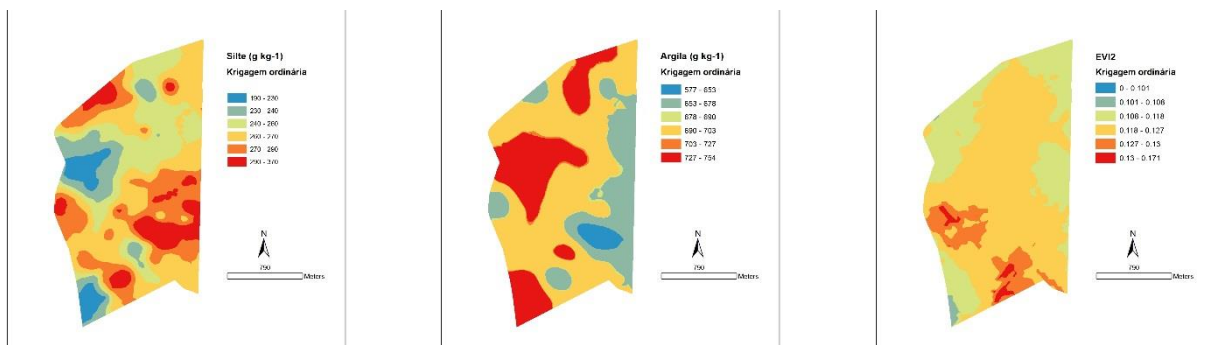 Silte (g kg-1)
Krigagem ordinária
190 - 230
230 - 240
240 - 260
260 - 270
270 - 290
290 - 370
N
790
Meters
Argila (g kg-1)
Krigagem ordinária
577 - 653
653 - 678
678 - 690
690 - 703
703 - 727
727 - 754
N
790
Meters
EVI2
Krigagem ordinária
0 - 0.101
0.101 - 0.108
0.108 - 0.118
0.118 - 0.127
0.127 - 0.13
0.13 - 0.171
N
790
Meters